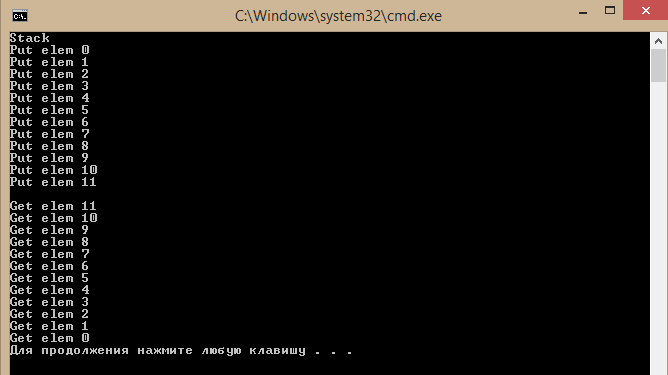 C:\Windows\system32\cmd.exe
Stack
Put elem 0
Put elem 1
Put elem 2
Put elem 3
Put elem 4
Put elem 5
Put elem 6
Put elem 7
Put elem 8
Put elem 9
Put elem 10
Put elem 11
Get elem 11
Get elem 10
Get elem 9
Get elem 8
Get elem 7
Get elem 6
Get elem 5
Get elem 4
Get elem 3
Get elem 2
Get elem 1
Get elem 0
Для продолжения нажмите любую клавишу . . .